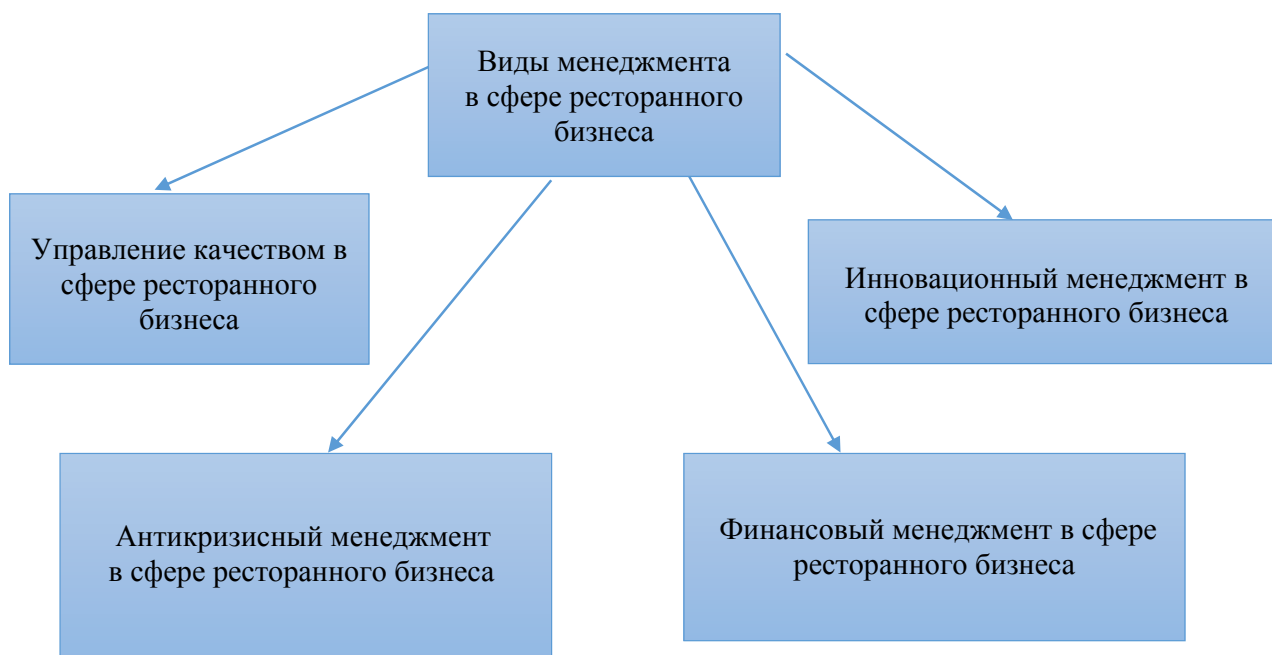 Виды менеджмента
в сфере ресторанного
бизнеса
Управление качеством в
сфере ресторанного
бизнеса
Инновационный менеджмент в
сфере ресторанного бизнеса
Антикризисный менеджмент
в сфере ресторанного бизнеса
Финансовый менеджмент в сфере
ресторанного бизнеса